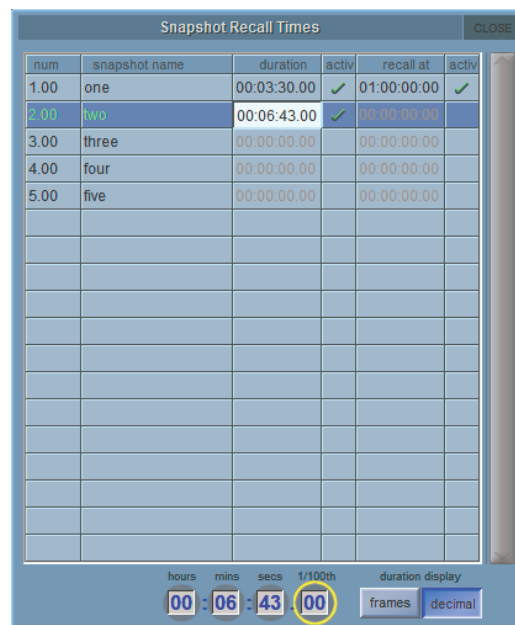 Snapshot Recall Times CLOSE
num snapshot name duration activ recall at activ
1.00 one 00:03:30.00 ✓ 01:00:00:00 ✓
2.00 two 00:06:43.00 ✓ 00:00:00:00
3.00 three 00:00:00.00 00:00:00:00
4.00 four 00:00:00.00 00:00:00:00
5.00 five 00:00:00.00 00:00:00:00
hours mins secs 1/100th duration display
00 : 06 : 43 . 00 frames decimal